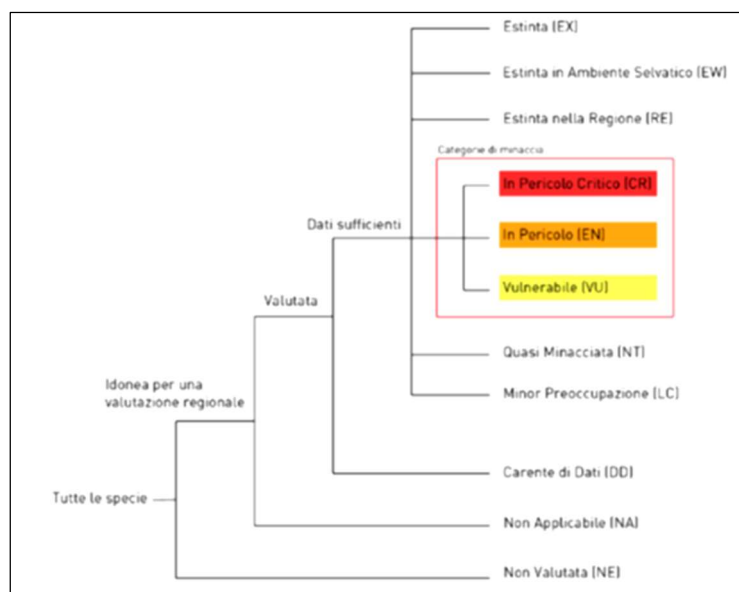 Estinta (EX)
Estinta in Ambiente Selvatico (EW)
Estinta nella Regione (RE)
Categorie di minaccia
In Pericolo Critico (CR)
Dati sufficienti
In Pericolo (EN)
Vulnerabile (VU)
Valutata
Quasi Minacciata (NT)
Idonea per una
valutazione regionale
Minor Preoccupazione (LC)
Carente di Dati (DD)
Tutte le specie
Non Applicabile (NA)
Non Valutata (NE)